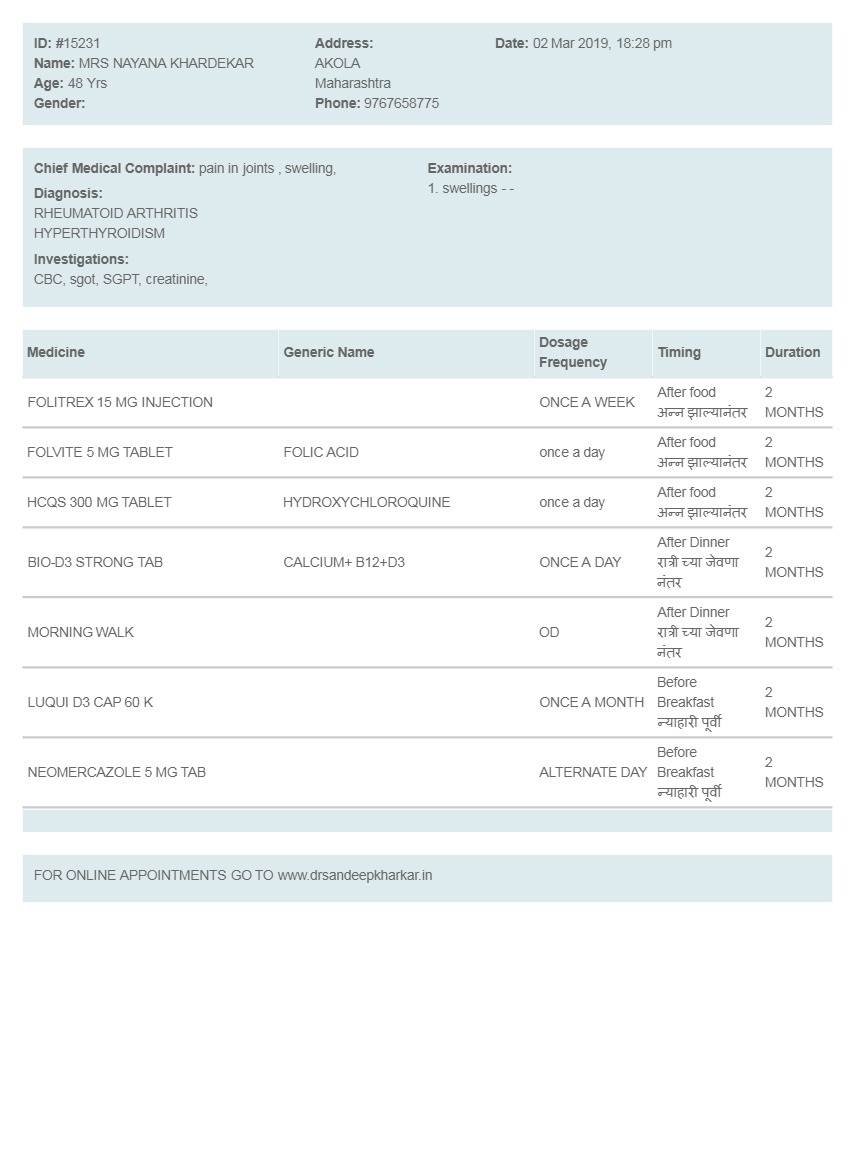 ID: #15231
Name: MRS NAYANA KHARDEKAR
Age: 48 Yrs
Gender:
Address:
AKOLA
Maharashtra
Phone: 9767658775
Date: 02 Mar 2019, 18:28 pm
Chief Medical Complaint: pain in joints , swelling,
Diagnosis:
RHEUMATOID ARTHRITIS
HYPERTHYROIDISM
Investigations:
CBC, sgot, SGPT, creatinine,
Examination:
1. swellings - -
Medicine Generic Name Dosage Frequency Timing Duration
FOLITREX 15 MG INJECTION ONCE A WEEK After food अन्न झाल्यानंतर 2 MONTHS
FOLVITE 5 MG TABLET FOLIC ACID once a day After food अन्न झाल्यानंतर 2 MONTHS
HCQS 300 MG TABLET HYDROXYCHLOROQUINE once a day After food अन्न झाल्यानंतर 2 MONTHS
BIO-D3 STRONG TAB CALCIUM+ B12+D3 ONCE A DAY After Dinner रात्री च्या जेवणा नंतर 2 MONTHS
MORNING WALK OD After Dinner रात्री च्या जेवणा नंतर 2 MONTHS
LUQUI D3 CAP 60 K ONCE A MONTH Before Breakfast न्याहारी पूर्वी 2 MONTHS
NEOMERCAZOLE 5 MG TAB ALTERNATE DAY Before Breakfast न्याहारी पूर्वी 2 MONTHS
FOR ONLINE APPOINTMENTS GO TO www.drsandeepkharkar.in